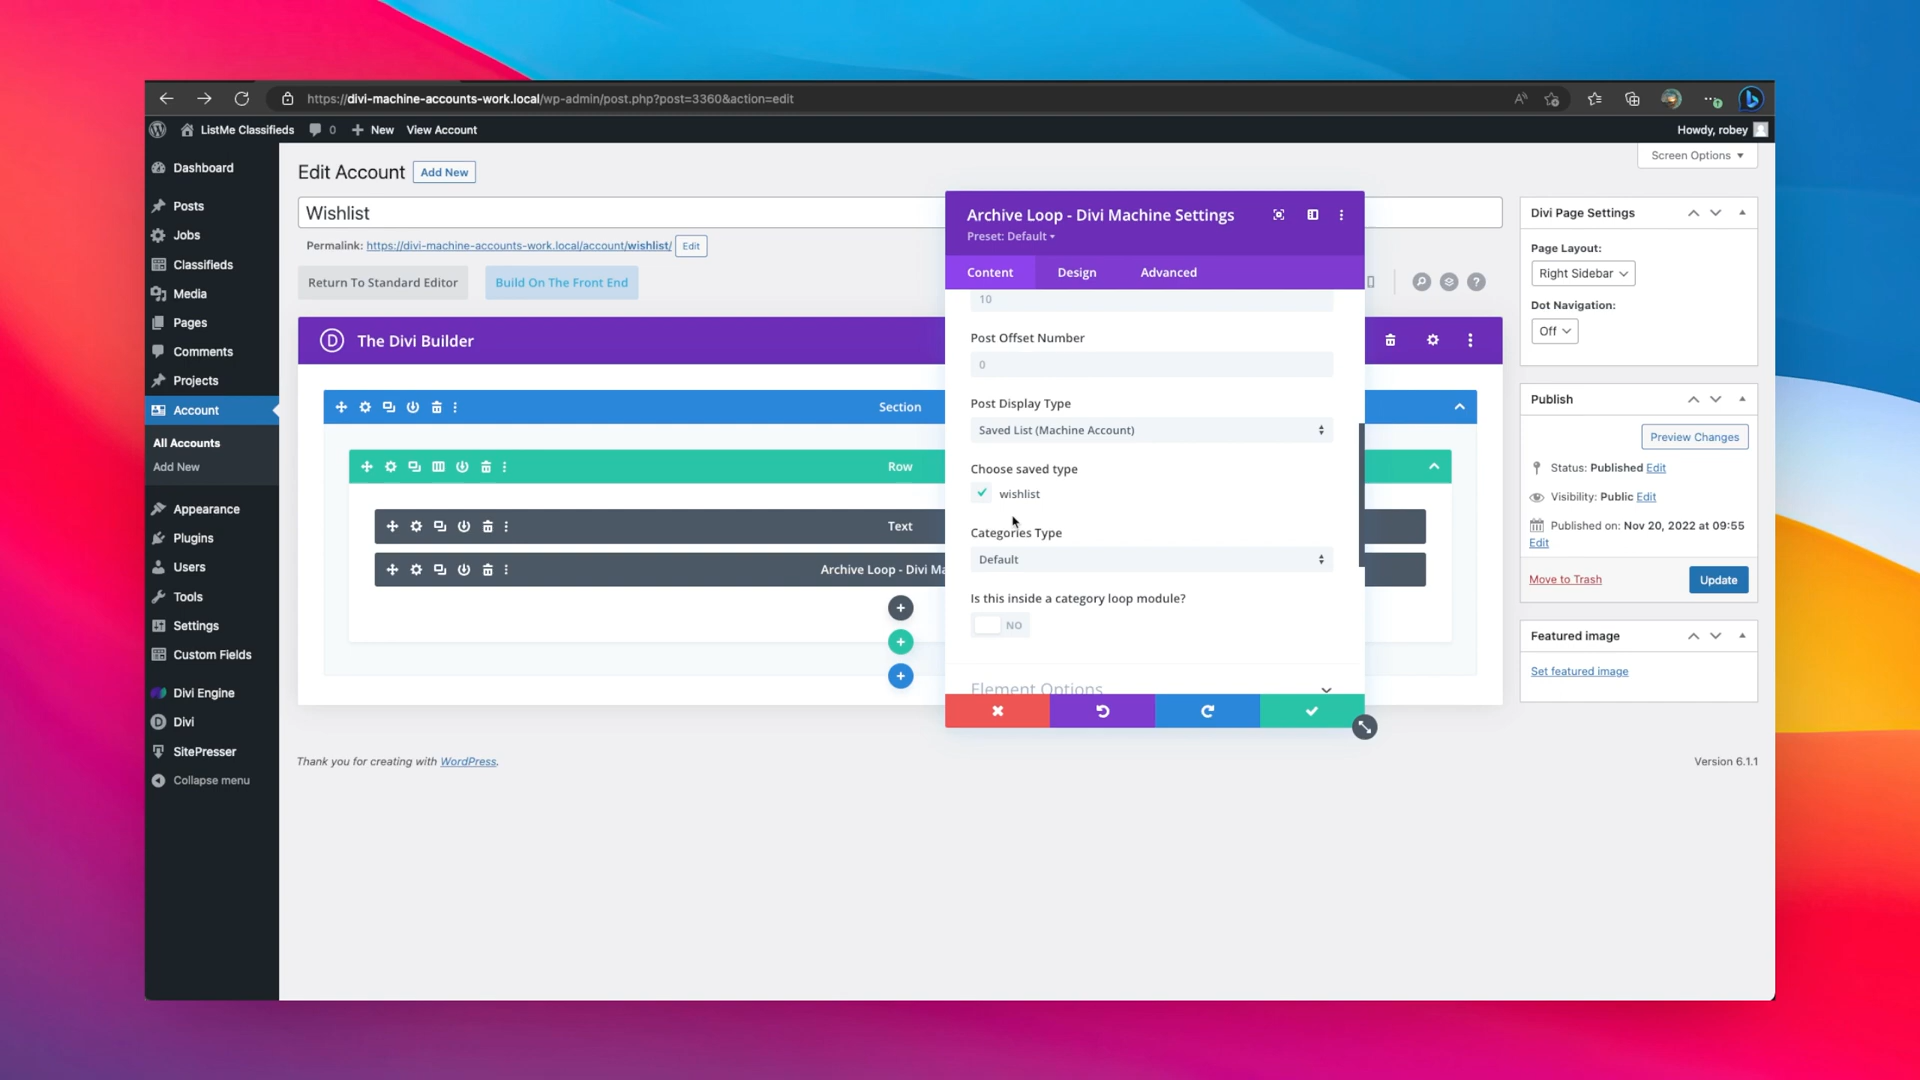 https://divi-machine-accounts-work.local/wp-admin/post.php?post=3360&action=edit
ListMe Classifieds 0 New View Account Howdy, robey
Screen Options
Dashboard
Posts
Jobs
Classifieds
Media
Pages
Comments
Projects
Account
All Accounts
Add New
Appearance
Plugins
Users
Tools
Settings
Custom Fields
Divi Engine
Divi
SitePresser
Collapse menu
Edit Account Add New
Wishlist
Permalink: https://divi-machine-accounts-work.local/account/wishlist/ Edit
Return To Standard Editor Build On The Front End
D The Divi Builder
Section
Row
Text
Archive Loop - Divi Ma
Thank you for creating with WordPress.
Version 6.1.1
Archive Loop - Divi Machine Settings
Preset: Default
Content Design Advanced
10
Post Offset Number
0
Post Display Type
Saved List (Machine Account)
Choose saved type
wishlist
Categories Type
Default
Is this inside a category loop module?
NO
Element Options
Divi Page Settings
Page Layout:
Right Sidebar
Dot Navigation:
Off
Publish
Preview Changes
Status: Published Edit
Visibility: Public Edit
Published on: Nov 20, 2022 at 09:55
Edit
Move to Trash Update
Featured image
Set featured image